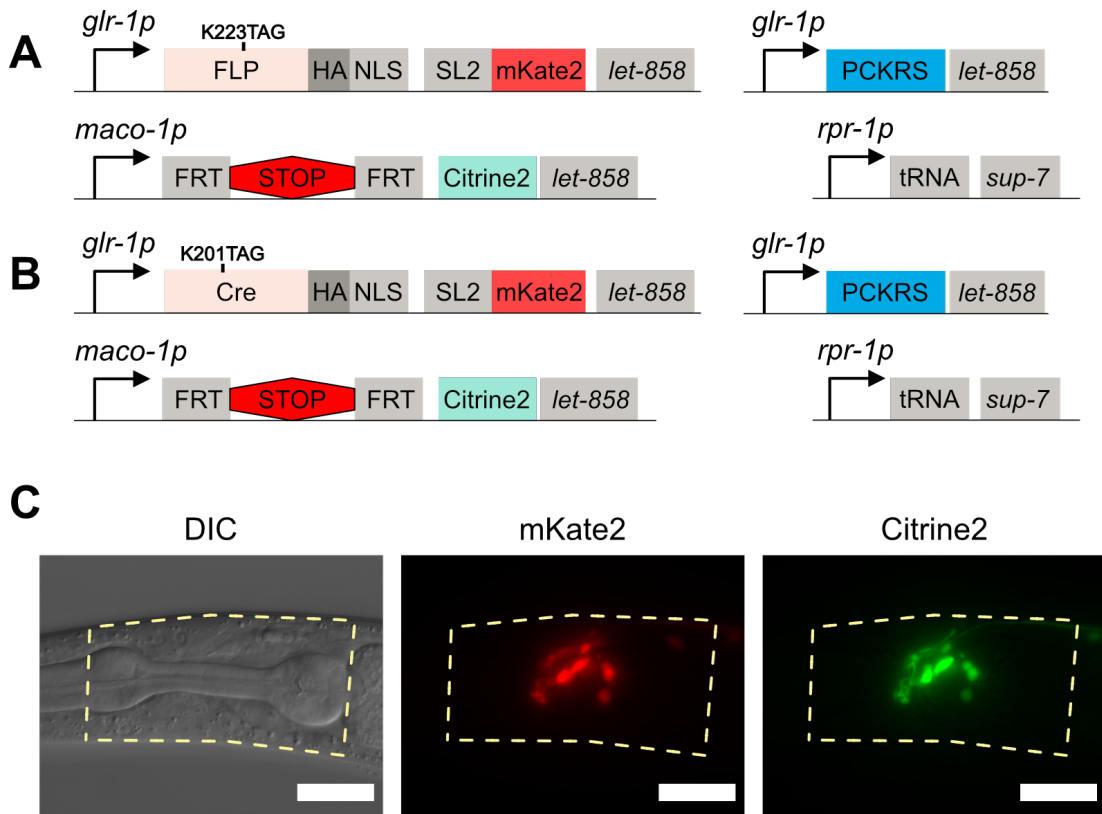 A
glr-1p
K223TAG
FLP HA NLS SL2 mKate2 let-858
glr-1p
PCKRS let-858
maco-1p
FRT STOP FRT Citrine2 let-858
rpr-1p
tRNA sup-7
B
glr-1p
K201TAG
Cre HA NLS SL2 mKate2 let-858
glr-1p
PCKRS let-858
maco-1p
FRT STOP FRT Citrine2 let-858
rpr-1p
tRNA sup-7
C
DIC mKate2 Citrine2